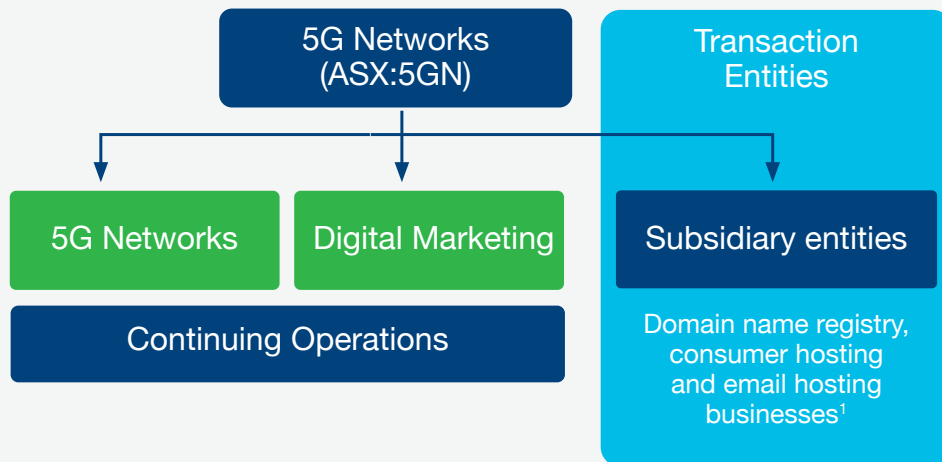 5G Networks
(ASX:5GN)
Transaction
Entities
5G Networks
Digital Marketing
Subsidiary entities
Continuing Operations
Domain name registry,
consumer hosting
and email hosting
businesses¹